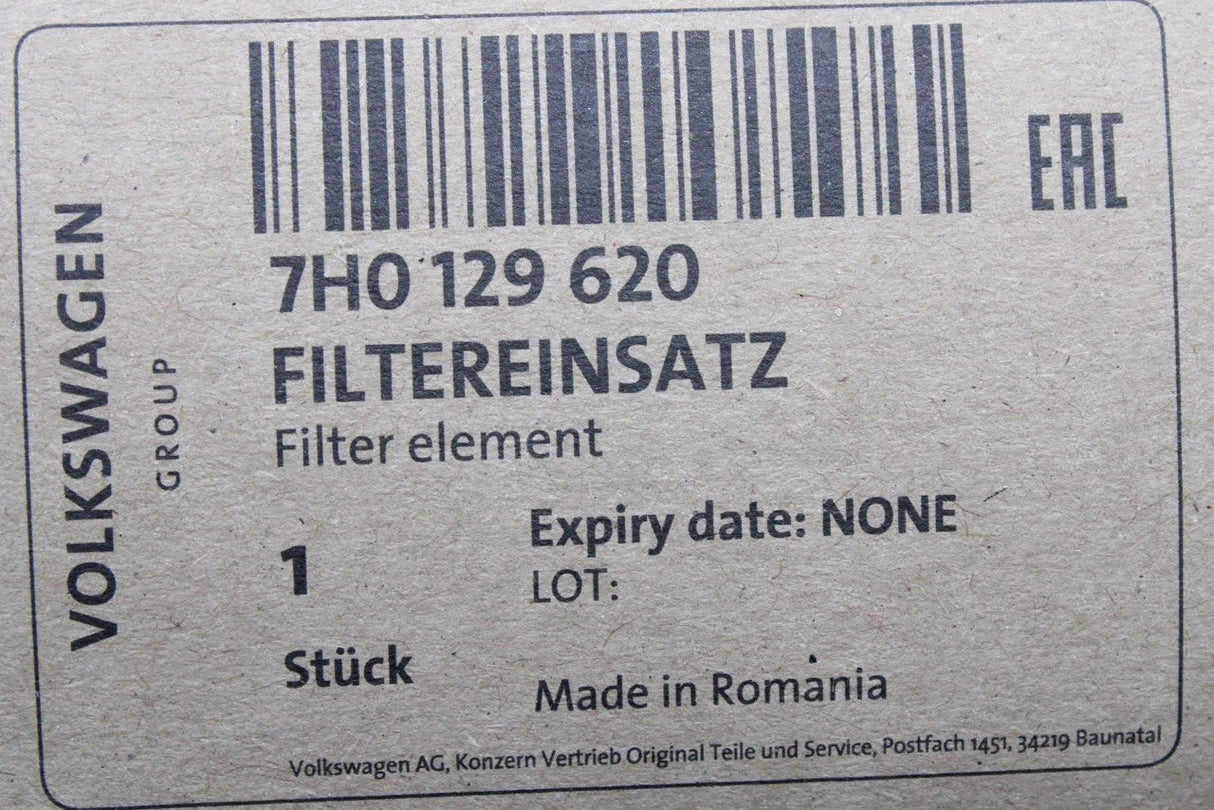 VOLKSWAGEN
GROUP
EAC
7H0 129 620
FILTEREINSATZ
Filter element
1
Stück
Expiry date: NONE
LOT:
Made in Romania
Volkswagen AG, Konzern Vertrieb Original Teile und Service, Postfach 1451, 34219 Baunatal